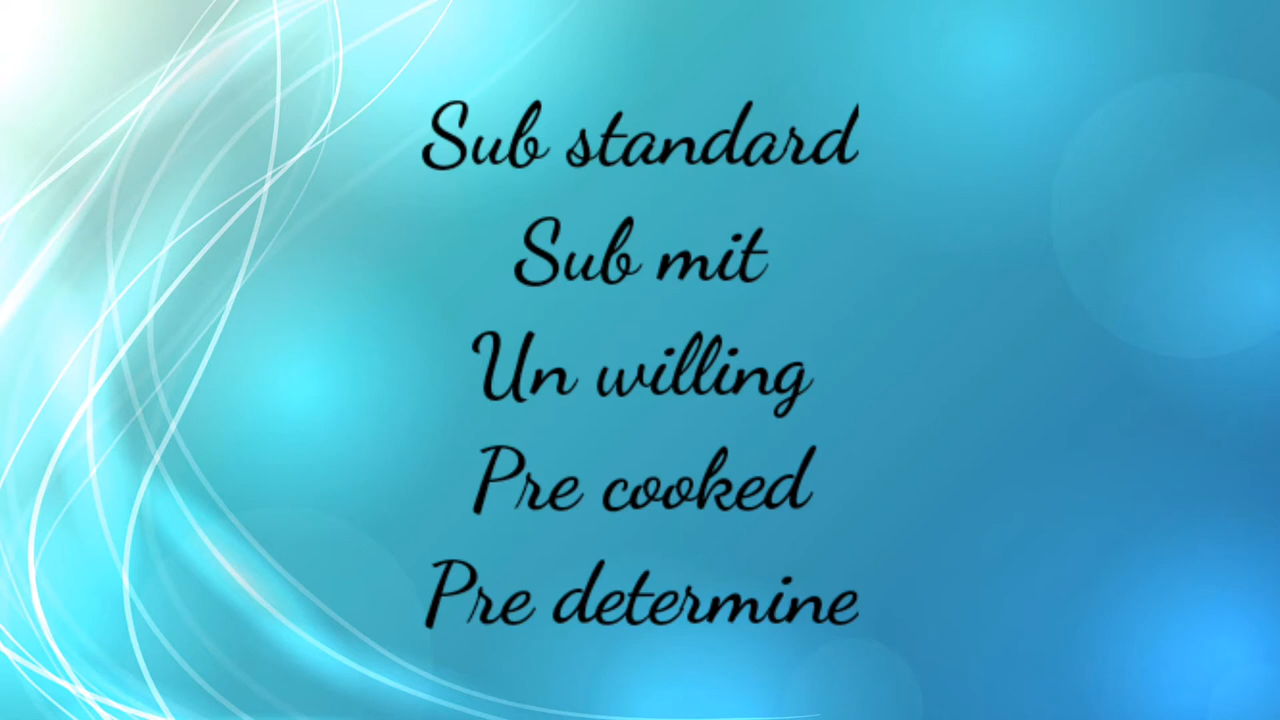 Sub standard
Sub mit
Un willing
Pre cooked
Pre determine